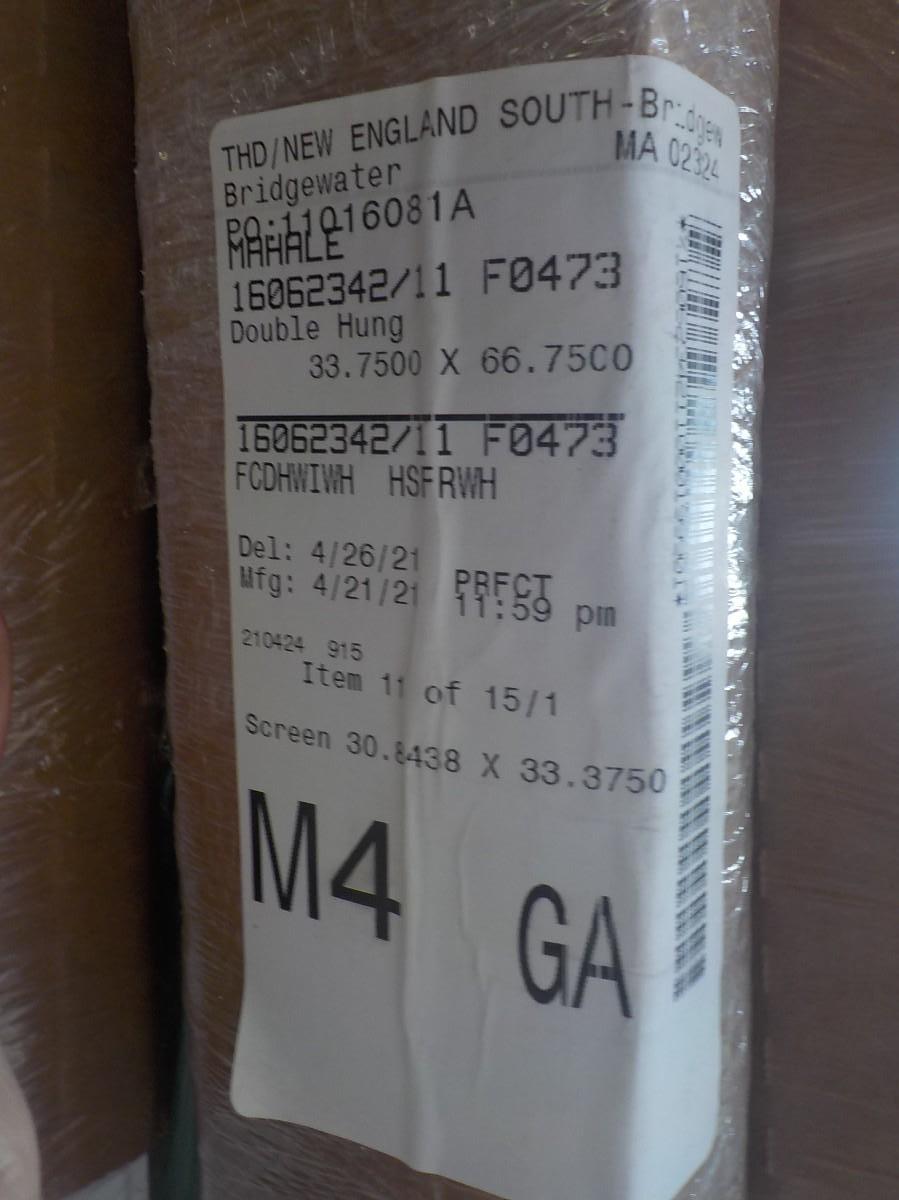 THD/NEW ENGLAND SOUTH-Bridgew
Bridgewater MA 02324
PO:11016081A
MAHALE
16062342/11 F0473
Double Hung
33.7500 X 66.7500
16062342/11 F0473
FCDHWIWH HSFRWH
Del: 4/26/21
Mfg: 4/21/21 PRFCT
11:59 pm
210424 915
Item 11 of 15/1
Screen 30.8438 X 33.3750
M4 GA